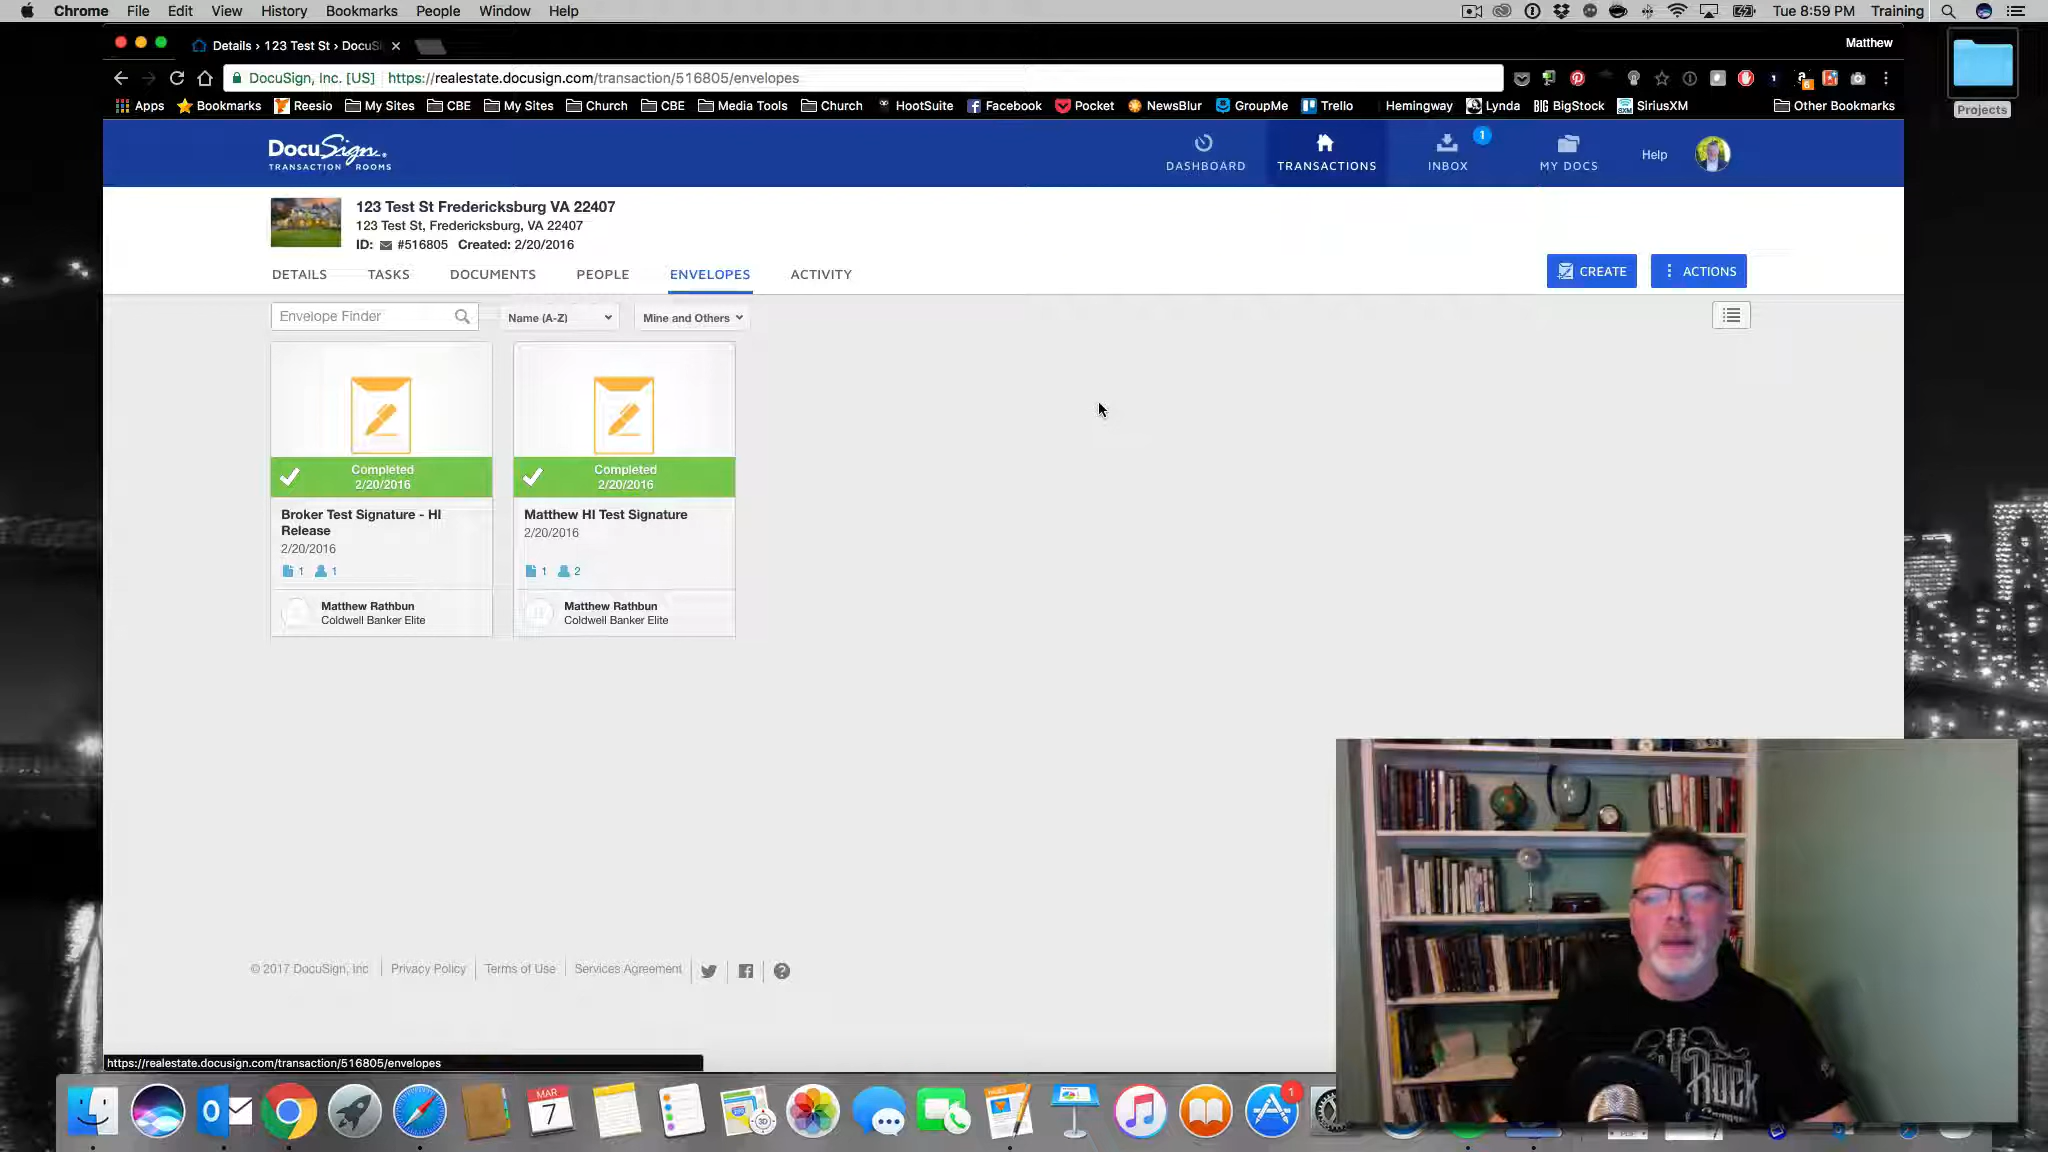 Chrome File Edit View History Bookmarks People Window Help
Tue 8:59 PM Training
Details › 123 Test St › DocuSi
Matthew
DocuSign, Inc. [US] https://realestate.docusign.com/transaction/516805/envelopes
Apps Bookmarks Reesio My Sites CBE My Sites Church CBE Media Tools Church HootSuite Facebook Pocket NewsBlur GroupMe Trello Hemingway Lynda BIG BigStock SiriusXM Other Bookmarks
Projects
DocuSign
TRANSACTION ROOMS
DASHBOARD
TRANSACTIONS
INBOX
1
MY DOCS
Help
123 Test St Fredericksburg VA 22407
123 Test St, Fredericksburg, VA 22407
ID: #516805 Created: 2/20/2016
DETAILS TASKS DOCUMENTS PEOPLE ENVELOPES ACTIVITY
CREATE
ACTIONS
Envelope Finder
Name (A-Z)
Mine and Others
Completed
2/20/2016
Broker Test Signature - HI
Release
2/20/2016
1 1
Matthew Rathbun
Coldwell Banker Elite
Completed
2/20/2016
Matthew HI Test Signature
2/20/2016
1 2
Matthew Rathbun
Coldwell Banker Elite
© 2017 DocuSign, Inc Privacy Policy Terms of Use Services Agreement
https://realestate.docusign.com/transaction/516805/envelopes
MAR
7
3D
1
ROCK